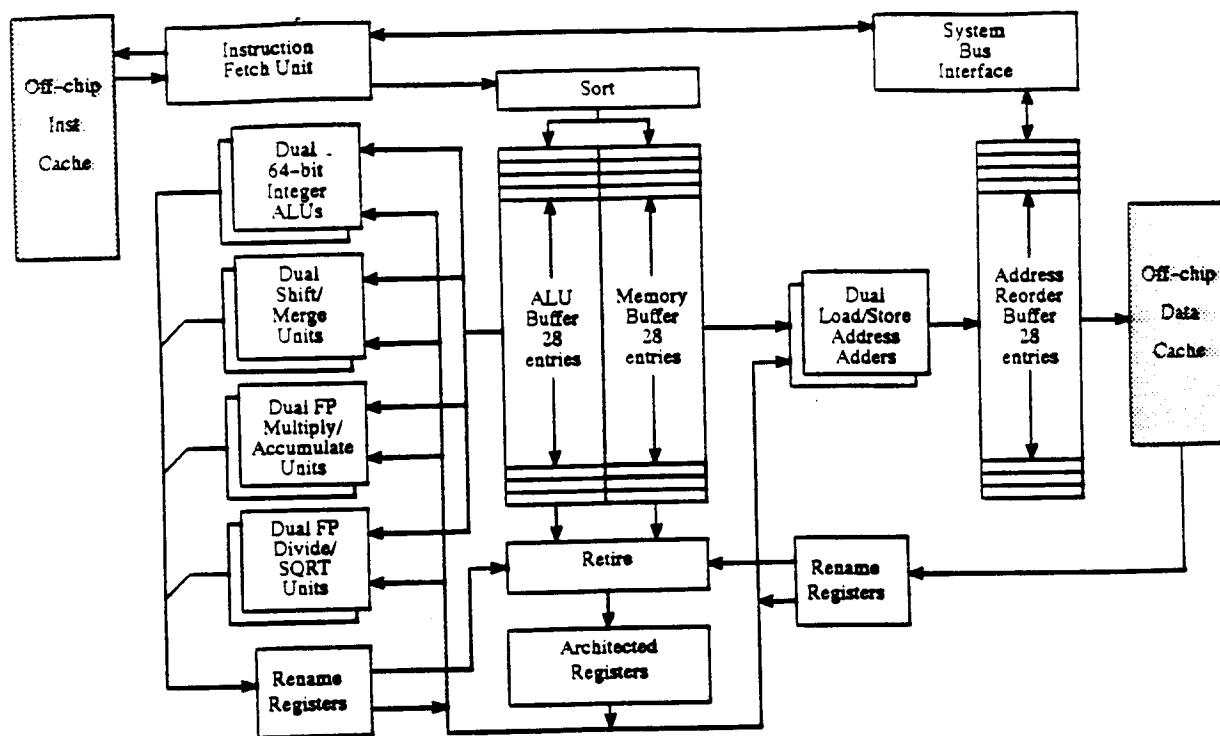 Off-chip
Inst.
Cache
Instruction
Fetch Unit
System
Bus
Interface
Sort
Dual
64-bit
Integer
ALUs
Dual
Shift/
Merge
Units
Dual FP
Multiply/
Accumulate
Units
Dual FP
Divide/
SQRT
Units
Rename
Registers
ALU
Buffer
28
entries
Memory
Buffer
28
entries
Retire
Architected
Registers
Dual
Load/Store
Address
Adders
Rename
Registers
Address
Reorder
Buffer
28
entries
Off-chip
Data
Cache